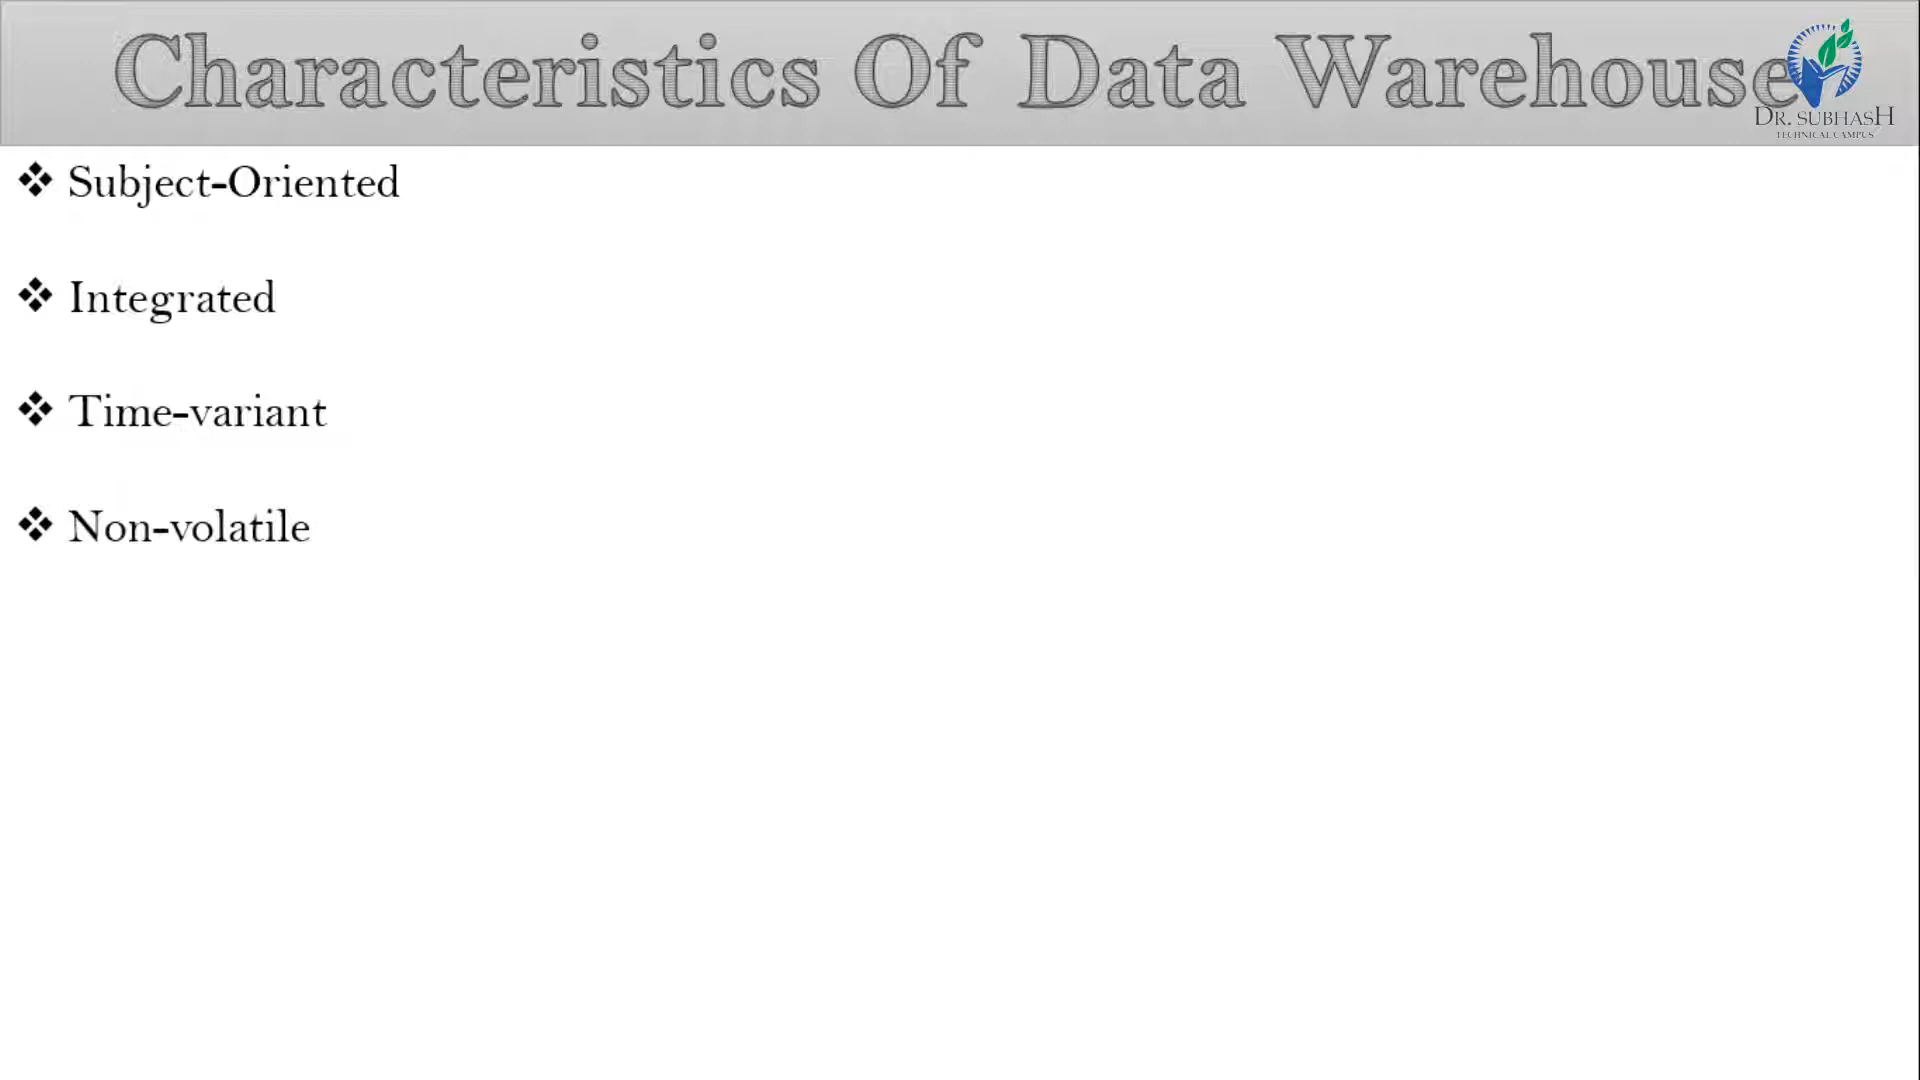 Characteristics Of Data Warehouse
DR. SUBHASH
TECHNICAL CAMPUS
❖ Subject-Oriented
❖ Integrated
❖ Time-variant
❖ Non-volatile